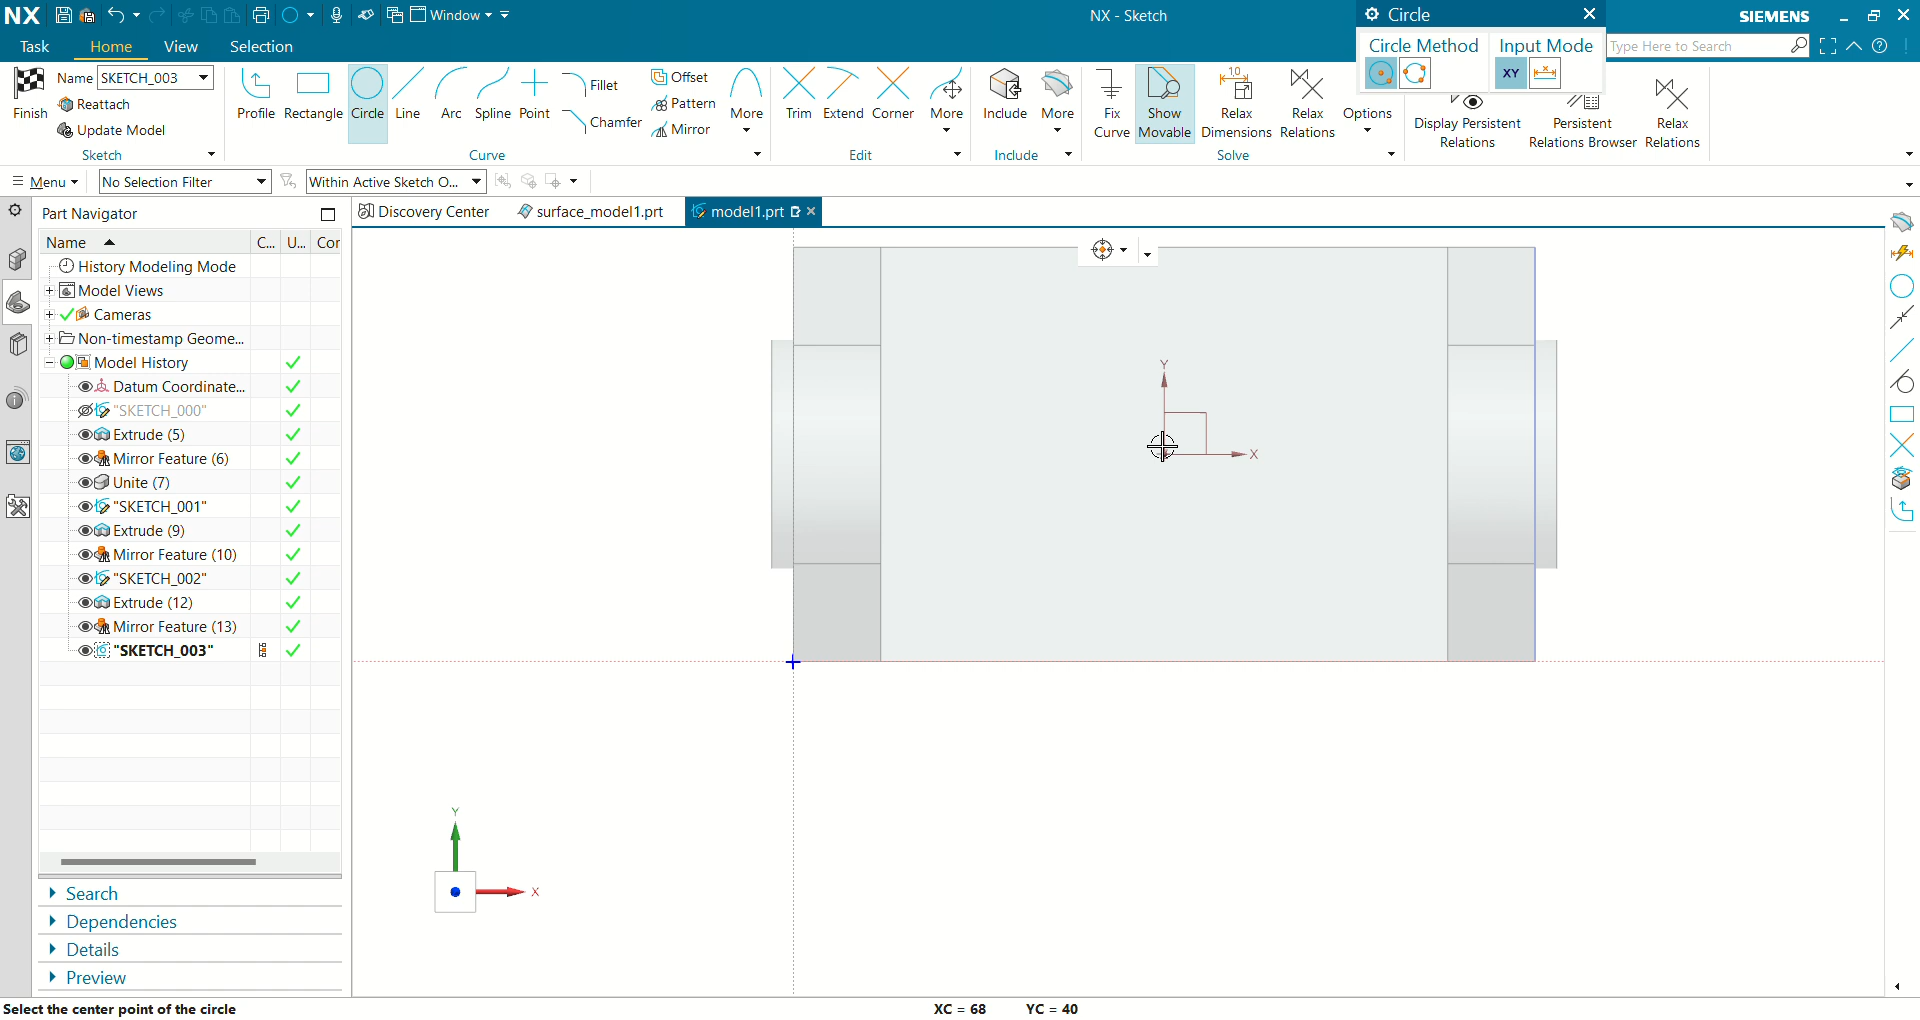 NX Window NX - Sketch Circle SIEMENS
Task Home View Selection Circle Method Input Mode Type Here to Search
XY
Finish Name SKETCH_003 Reattach Update Model Sketch
Profile Rectangle Circle Line Arc Spline Point Fillet Chamfer Offset Pattern Mirror More Curve
Trim Extend Corner More Edit
Include More Include
Fix Curve Show Movable 1,0 Relax Dimensions Relax Relations Options Solve
Display Persistent Relations Persistent Relations Browser Relax Relations
Menu No Selection Filter Within Active Sketch O...
Part Navigator Discovery Center surface_model1.prt model1.prt
Name C... U... Cor
History Modeling Mode
Model Views
Cameras
Non-timestamp Geome...
Model History
Datum Coordinate...
"SKETCH_000"
Extrude (5)
Mirror Feature (6)
Unite (7)
"SKETCH_001"
Extrude (9)
Mirror Feature (10)
"SKETCH_002"
Extrude (12)
Mirror Feature (13)
"SKETCH_003"
Search
Dependencies
Details
Preview
Y
X
Y
X
Select the center point of the circle XC = 68 YC = 40